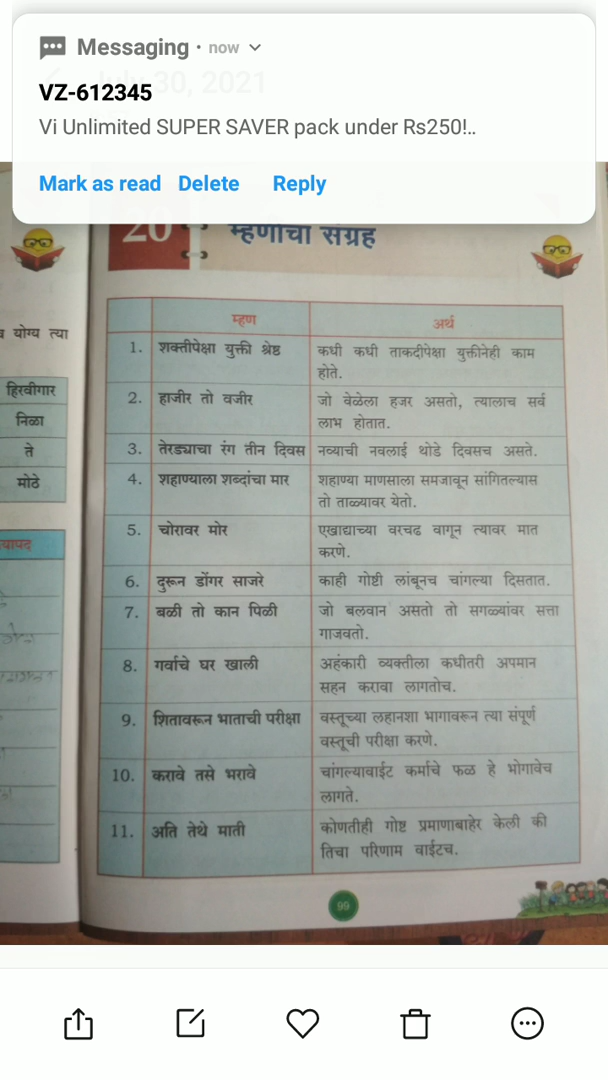 Messaging • now
July 30, 2021
VZ-612345
Vi Unlimited SUPER SAVER pack under Rs250!..
Mark as read Delete Reply
20 म्हणींचा संग्रह
योग्य त्या
हिरवीगार
निळा
ते
मोठे
यापद
म्हण अर्थ
1. शक्तीपेक्षा युक्ती श्रेष्ठ कधी कधी ताकदीपेक्षा युक्तीनेही काम
होते.
2. हाजीर तो वजीर जो वेळेला हजर असतो, त्यालाच सर्व
लाभ होतात.
3. तेरड्याचा रंग तीन दिवस नव्याची नवलाई थोडे दिवसच असते.
4. शहाण्याला शब्दांचा मार शहाण्या माणसाला समजावून सांगितल्यास
तो ताळ्यावर येतो.
5. चोरावर मोर एखाद्याच्या वरचढ वागून त्यावर मात
करणे.
6. दुरून डोंगर साजरे काही गोष्टी लांबूनच चांगल्या दिसतात.
7. बळी तो कान पिळी जो बलवान असतो तो सगळ्यांवर सत्ता
गाजवतो.
8. गर्वाचे घर खाली अहंकारी व्यक्तीला कधीतरी अपमान
सहन करावा लागतोच.
9. शितावरून भाताची परीक्षा वस्तूच्या लहानशा भागावरून त्या संपूर्ण
वस्तूची परीक्षा करणे.
10. करावे तसे भरावे चांगल्यावाईट कर्माचे फळ हे भोगावेच
लागते.
11. अति तेथे माती कोणतीही गोष्ट प्रमाणाबाहेर केली की
तिचा परिणाम वाईटच.
99